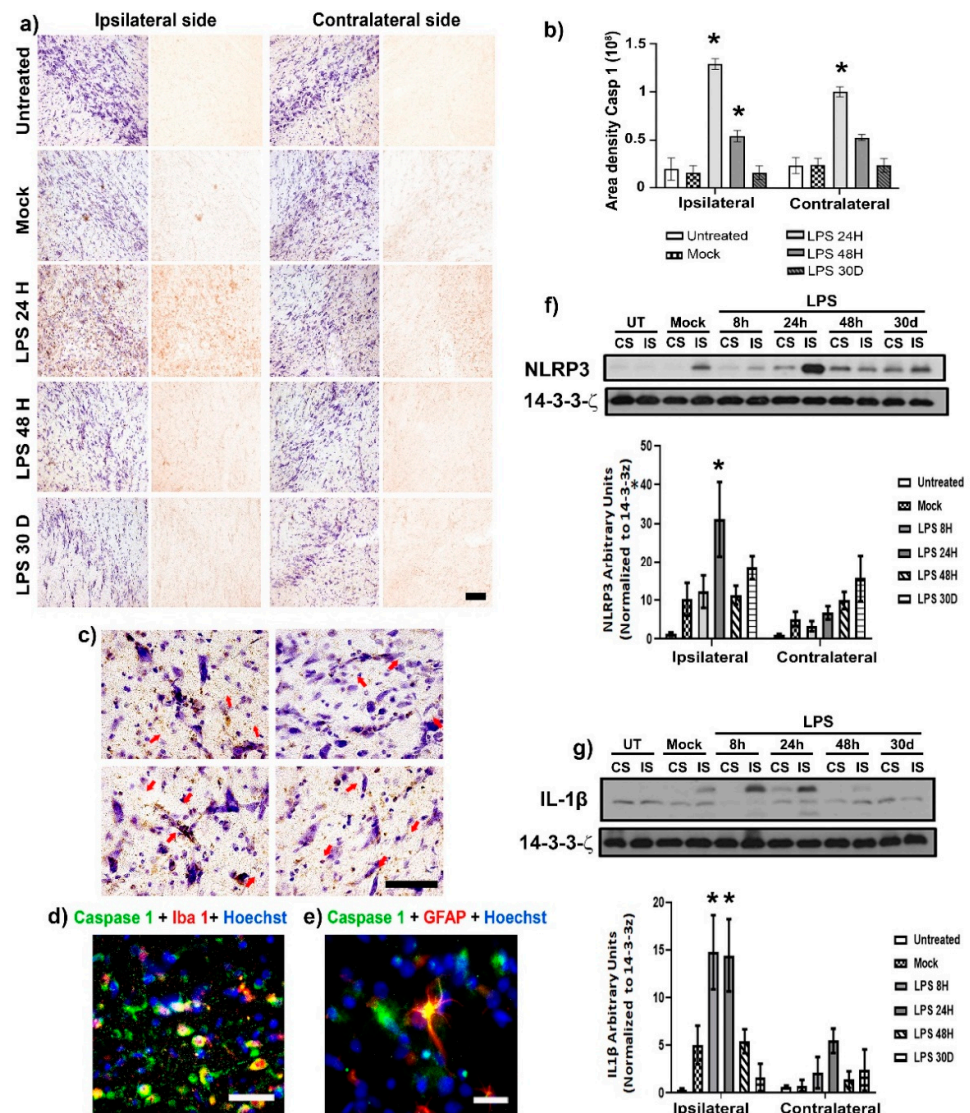 a)
Ipsilateral side
Contralateral side
Untreated
Mock
LPS 24 H
LPS 48 H
LPS 30 D
b)
Area density Casp 1 (10⁸)
1.5
1
0.5
0
* * *
Ipsilateral Contralateral
Untreated
Mock
LPS 24H
LPS 48H
LPS 30D
c)
d) Caspase 1 + Iba 1+ Hoechst
e) Caspase 1 + GFAP + Hoechst
f)
LPS
UT Mock 8h 24h 48h 30d
CS IS CS IS CS IS CS IS CS IS CS IS
NLRP3
14-3-3-ζ
NLRP3 Arbitrary Units
(Normalized to 14-3-3z)
50
*40
30
20
10
0
*
Ipsilateral Contralateral
Untreated
Mock
LPS 8H
LPS 24H
LPS 48H
LPS 30D
g)
LPS
UT Mock 8h 24h 48h 30d
CS IS CS IS CS IS CS IS CS IS CS IS
IL-1β
14-3-3-ζ
IL1β Arbitrary Units
(Normalized to 14-3-3z)
20
15
10
5
0
* *
Ipsilateral Contralateral
Untreated
Mock
LPS 8H
LPS 24H
LPS 48H
LPS 30D